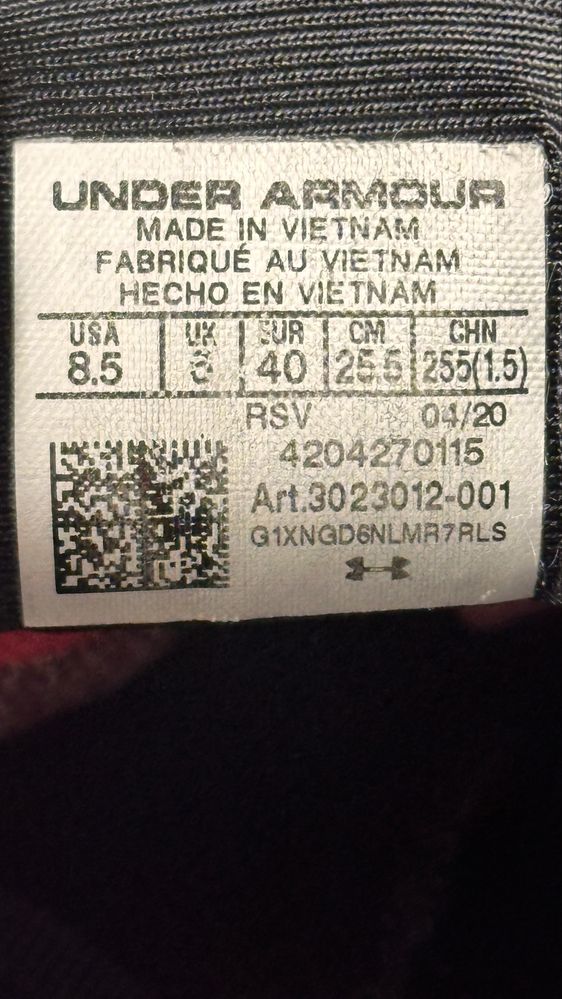 UNDER ARMOUR
MADE IN VIETNAM
FABRIQUÉ AU VIETNAM
HECHO EN VIETNAM
USA UK EUR CM CHN
8.5 6 40 25.5 255(1.5)
RSV 04/20
4204270115
Art.3023012-001
G1XNGD6NLMR7RLS